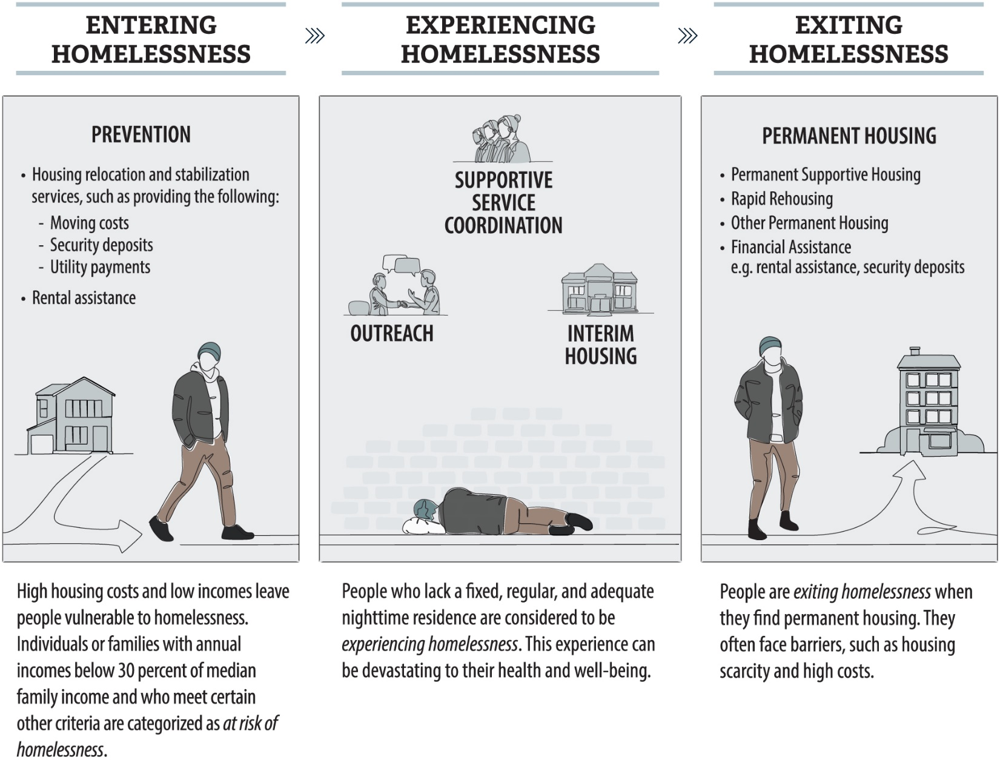 ENTERING
HOMELESSNESS
EXPERIENCING
HOMELESSNESS
EXITING
HOMELESSNESS
PREVENTION
• Housing relocation and stabilization
services, such as providing the following:
- Moving costs
- Security deposits
- Utility payments
• Rental assistance
High housing costs and low incomes leave
people vulnerable to homelessness.
Individuals or families with annual
incomes below 30 percent of median
family income and who meet certain
other criteria are categorized as at risk of
homelessness.
SUPPORTIVE
SERVICE
COORDINATION
OUTREACH
INTERIM
HOUSING
People who lack a fixed, regular, and adequate
nighttime residence are considered to be
experiencing homelessness. This experience can
be devastating to their health and well-being.
PERMANENT HOUSING
• Permanent Supportive Housing
• Rapid Rehousing
• Other Permanent Housing
• Financial Assistance
e.g. rental assistance, security deposits
People are exiting homelessness when
they find permanent housing. They
often face barriers, such as housing
scarcity and high costs.